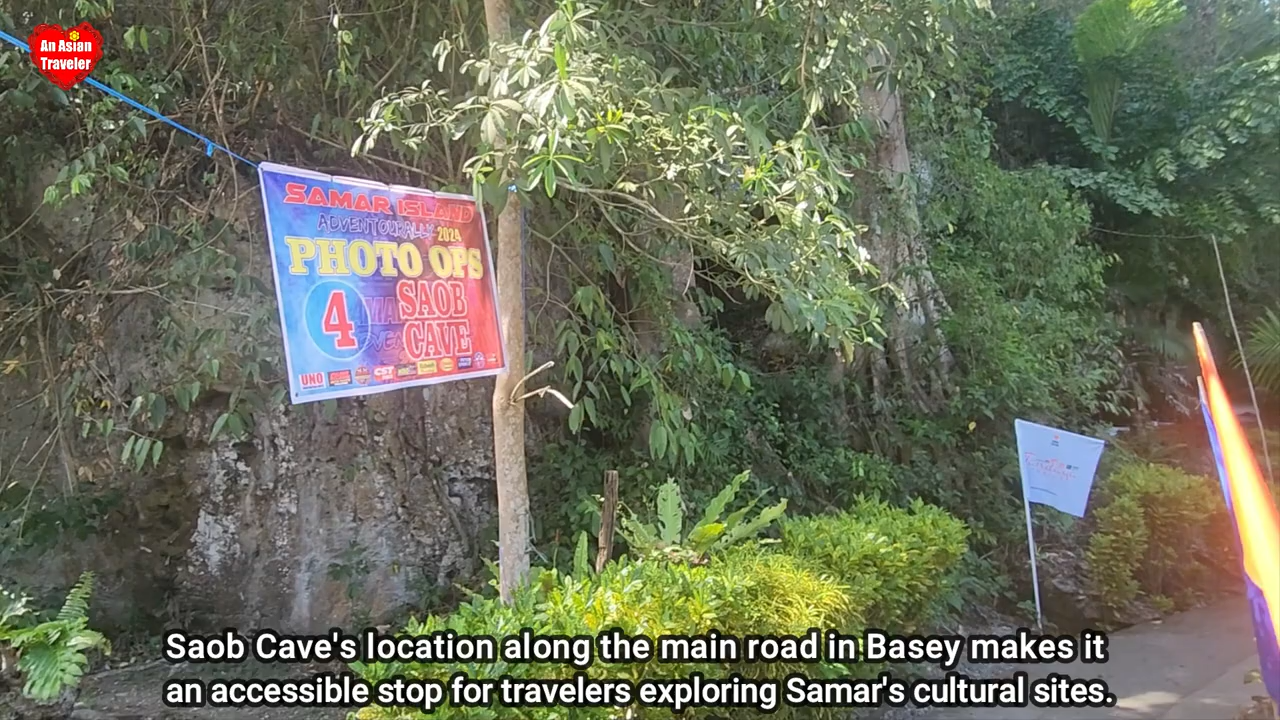 An Asian
Traveler
SAMAR ISLAND
ADVENTOURALLY 2024
PHOTO OPS
4
SAOB
CAVE
UNO
CST
Saob Cave's location along the main road in Basey makes it
an accessible stop for travelers exploring Samar's cultural sites.